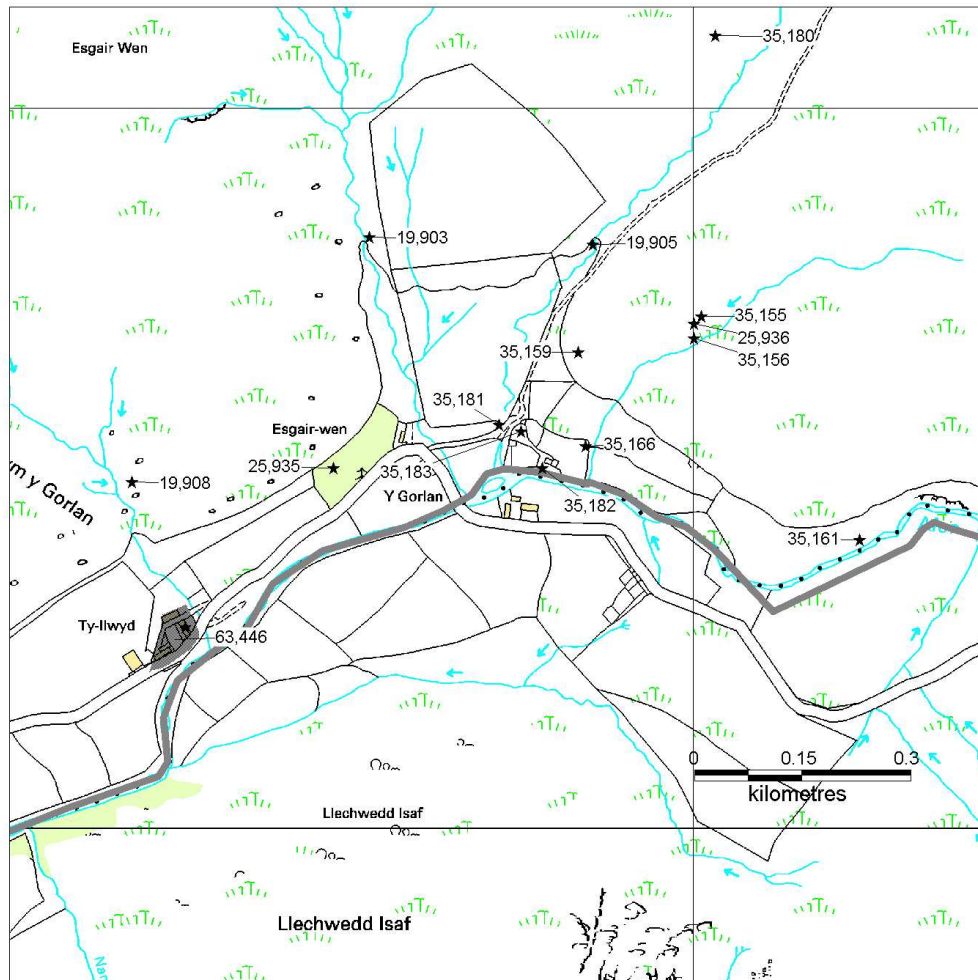 Esgair Wen
35,180
19,903
19,905
35,155
25,936
35,156
35,159
35,181
Esgair-wen
35,166
25,935
35,183
19,908
Y Gorlan
35,182
m y Gorlan
35,161
Ty-llwyd
63,446
0 0.15 0.3
kilometres
Llechwedd Isaf
Llechwedd Isaf
Nan